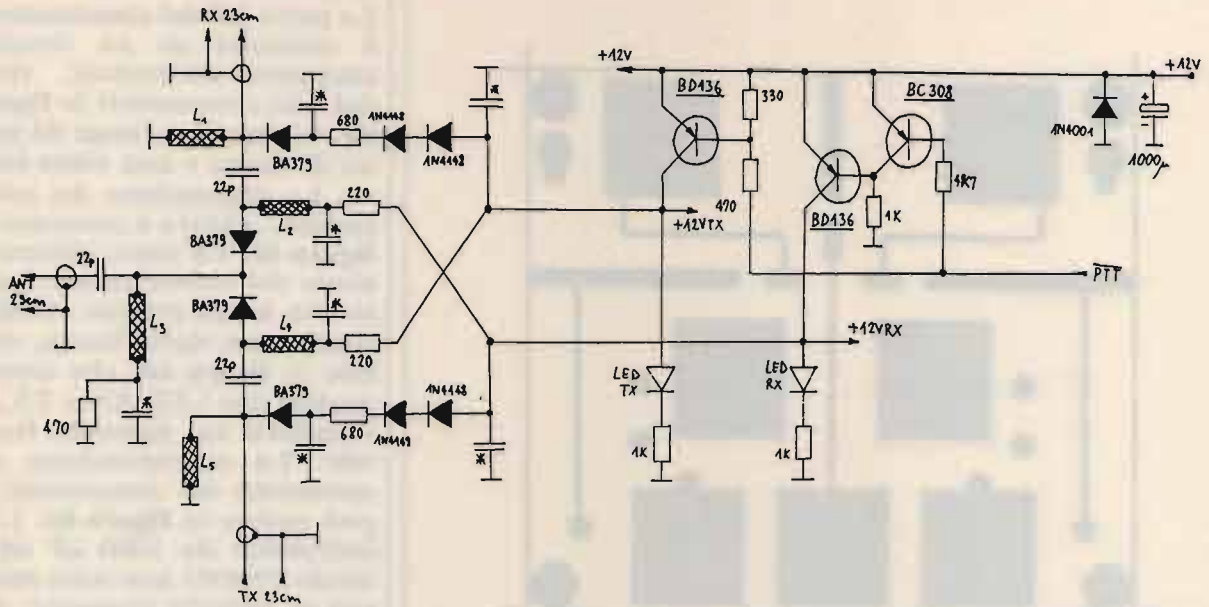 RX 23cm
+12V
+12V
BD136
330
BC308
L1
*
680
1N4148
1N4148
*
BA379
1N4001
+
-
1000µ
22p
220
470
4K7
L2
*
+12VTX
BD136
1K
BA379
22p
ANT
23cm
PTT
BA379
*
L3
L4
+12VRX
220
22p
BA379
1N4148
LED
TX
LED
RX
470
*
*
680
1N4149
*
L5
1K
1K
TX 23cm